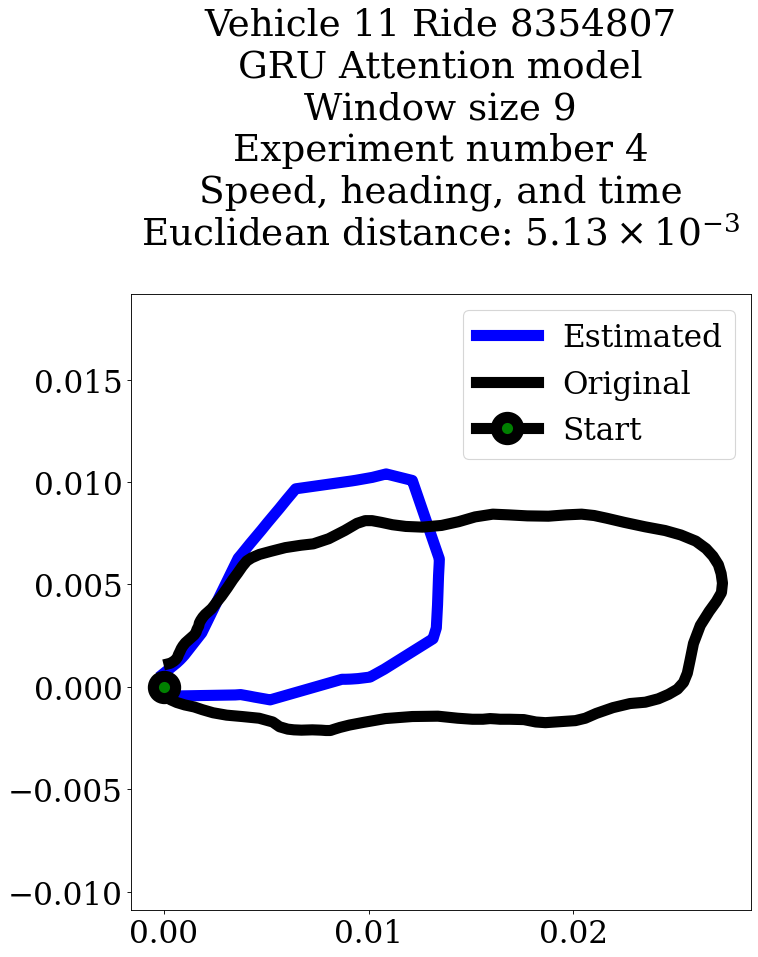 Vehicle 11 Ride 8354807
GRU Attention model
Window size 9
Experiment number 4
Speed, heading, and time
Euclidean distance: 5.13 × 10⁻³
Estimated
Original
Start
0.015
0.010
0.005
0.000
−0.005
−0.010
0.00 0.01 0.02